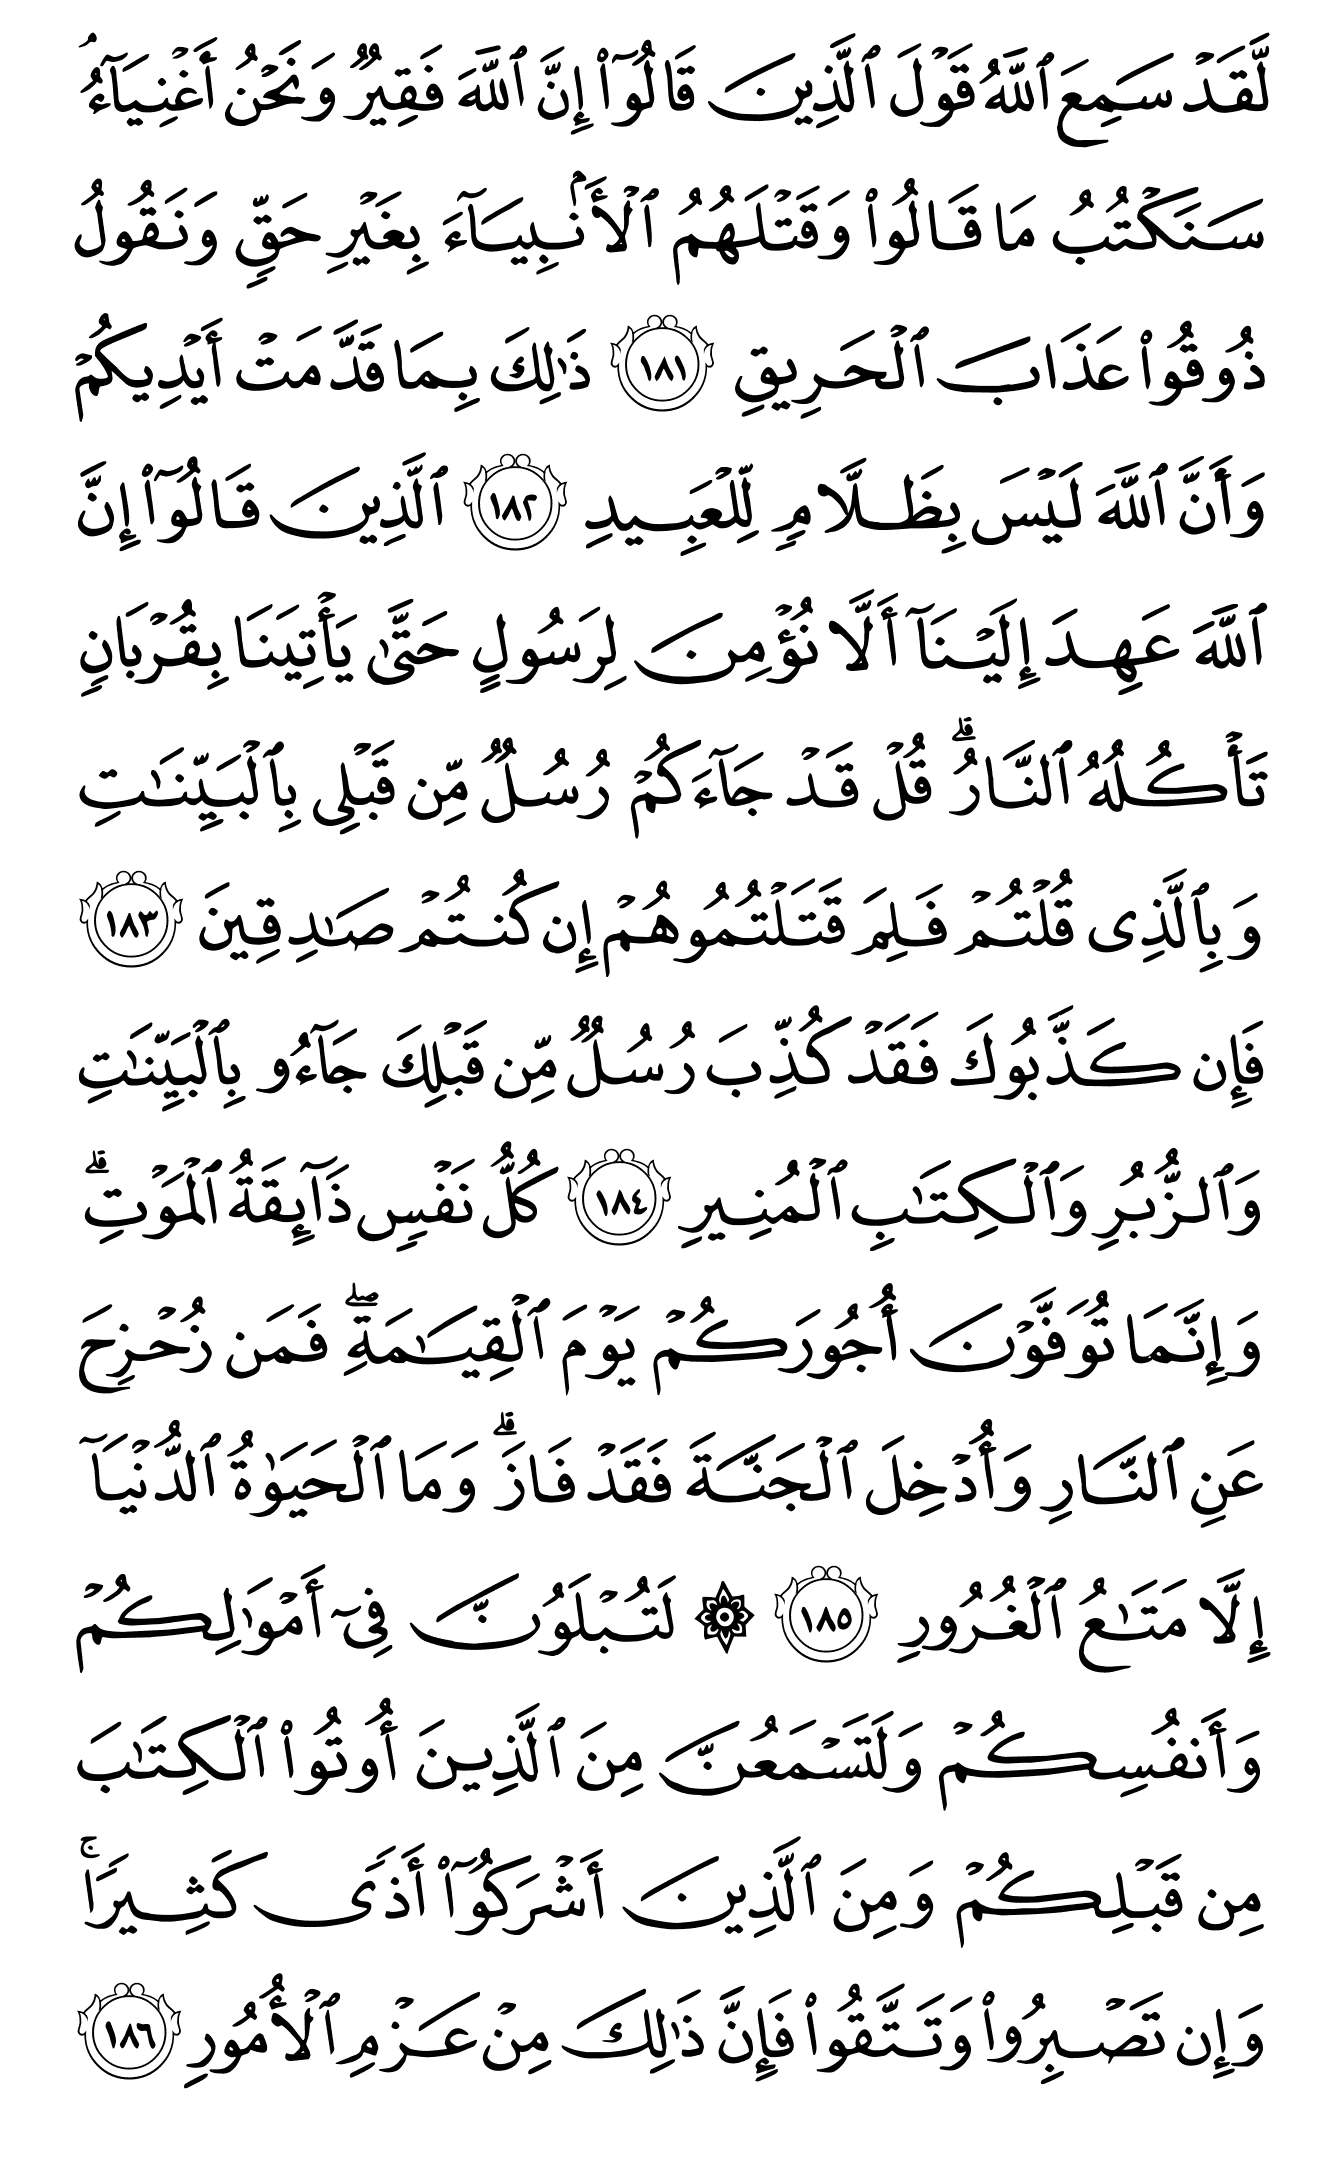 لَّقَدۡ سَمِعَ ٱللَّهُ قَوۡلَ ٱلَّذِينَ قَالُوٓاْ إِنَّ ٱللَّهَ فَقِيرٞ وَنَحۡنُ أَغۡنِيَآءُۘ
سَنَكۡتُبُ مَا قَالُواْ وَقَتۡلَهُمُ ٱلۡأَنۢبِيَآءَ بِغَيۡرِ حَقّٖ وَنَقُولُ
ذُوقُواْ عَذَابَ ٱلۡحَرِيقِ ١٨١ ذَٰلِكَ بِمَا قَدَّمَتۡ أَيۡدِيكُمۡ
وَأَنَّ ٱللَّهَ لَيۡسَ بِظَلَّامٖ لِّلۡعَبِيدِ ١٨٢ ٱلَّذِينَ قَالُوٓاْ إِنَّ
ٱللَّهَ عَهِدَ إِلَيۡنَآ أَلَّا نُؤۡمِنَ لِرَسُولٍ حَتَّىٰ يَأۡتِيَنَا بِقُرۡبَانٖ
تَأۡكُلُهُ ٱلنَّارُۗ قُلۡ قَدۡ جَآءَكُمۡ رُسُلٞ مِّن قَبۡلِي بِٱلۡبَيِّنَٰتِ
وَبِٱلَّذِي قُلۡتُمۡ فَلِمَ قَتَلۡتُمُوهُمۡ إِن كُنتُمۡ صَٰدِقِينَ ١٨٣
فَإِن كَذَّبُوكَ فَقَدۡ كُذِّبَ رُسُلٞ مِّن قَبۡلِكَ جَآءُو بِٱلۡبَيِّنَٰتِ
وَٱلزُّبُرِ وَٱلۡكِتَٰبِ ٱلۡمُنِيرِ ١٨٤ كُلُّ نَفۡسٖ ذَآئِقَةُ ٱلۡمَوۡتِۗ
وَإِنَّمَا تُوَفَّوۡنَ أُجُورَكُمۡ يَوۡمَ ٱلۡقِيَٰمَةِۖ فَمَن زُحۡزِحَ
عَنِ ٱلنَّارِ وَأُدۡخِلَ ٱلۡجَنَّةَ فَقَدۡ فَازَۗ وَمَا ٱلۡحَيَوٰةُ ٱلدُّنۡيَآ
إِلَّا مَتَٰعُ ٱلۡغُرُورِ ١٨٥ ۞ لَتُبۡلَوُنَّ فِيٓ أَمۡوَٰلِكُمۡ
وَأَنفُسِكُمۡ وَلَتَسۡمَعُنَّ مِنَ ٱلَّذِينَ أُوتُواْ ٱلۡكِتَٰبَ
مِن قَبۡلِكُمۡ وَمِنَ ٱلَّذِينَ أَشۡرَكُوٓاْ أَذٗى كَثِيرٗاۚ
وَإِن تَصۡبِرُواْ وَتَتَّقُواْ فَإِنَّ ذَٰلِكَ مِنۡ عَزۡمِ ٱلۡأُمُورِ ١٨٦